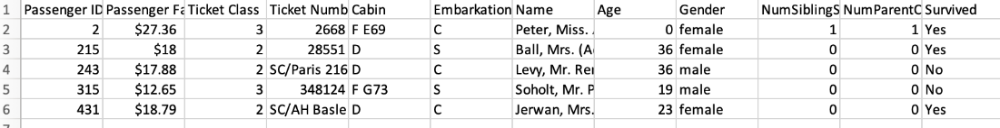 1 Passenger ID Passenger Fa Ticket Class Ticket Numb Cabin Embarkation Name Age Gender NumSiblingS NumParentC Survived
2 2 $27.36 3 2668 F E69 C Peter, Miss. 0 female 1 1 Yes
3 215 $18 2 28551 D S Ball, Mrs. (A 36 female 0 0 Yes
4 243 $17.88 2 SC/Paris 216 D C Levy, Mr. Rei 36 male 0 0 No
5 315 $12.65 3 348124 F G73 S Soholt, Mr. P 19 male 0 0 No
6 431 $18.79 2 SC/AH Basle D C Jerwan, Mrs. 23 female 0 0 Yes